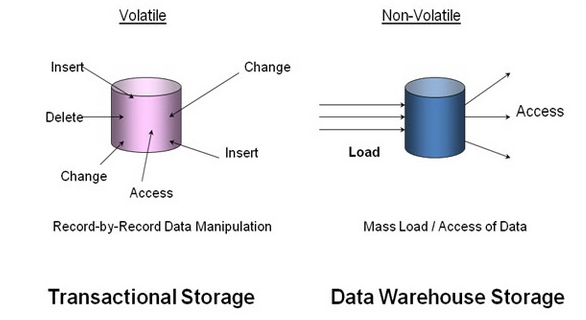 Volatile
Non-Volatile
Insert
Change
Delete
Access
Load
Insert
Change
Access
Record-by-Record Data Manipulation
Mass Load / Access of Data
Transactional Storage
Data Warehouse Storage